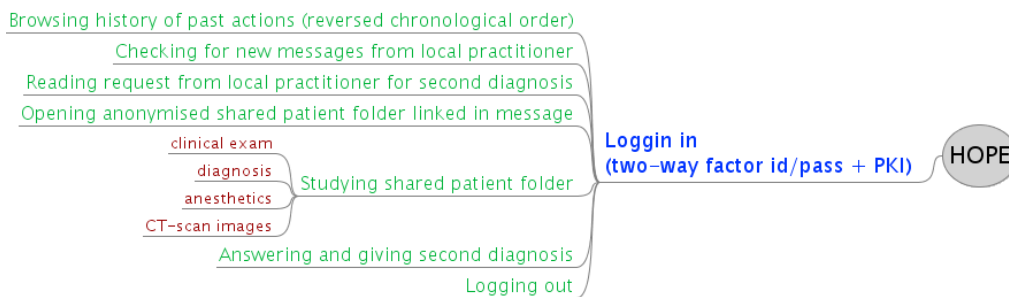 Browsing history of past actions (reversed chronological order)
Checking for new messages from local practitioner
Reading request from local practitioner for second diagnosis
Opening anonymised shared patient folder linked in message
clinical exam
diagnosis
anesthetics
CT-scan images
Studying shared patient folder
Answering and giving second diagnosis
Logging out
Loggin in
(two-way factor id/pass + PKI)
HOPE